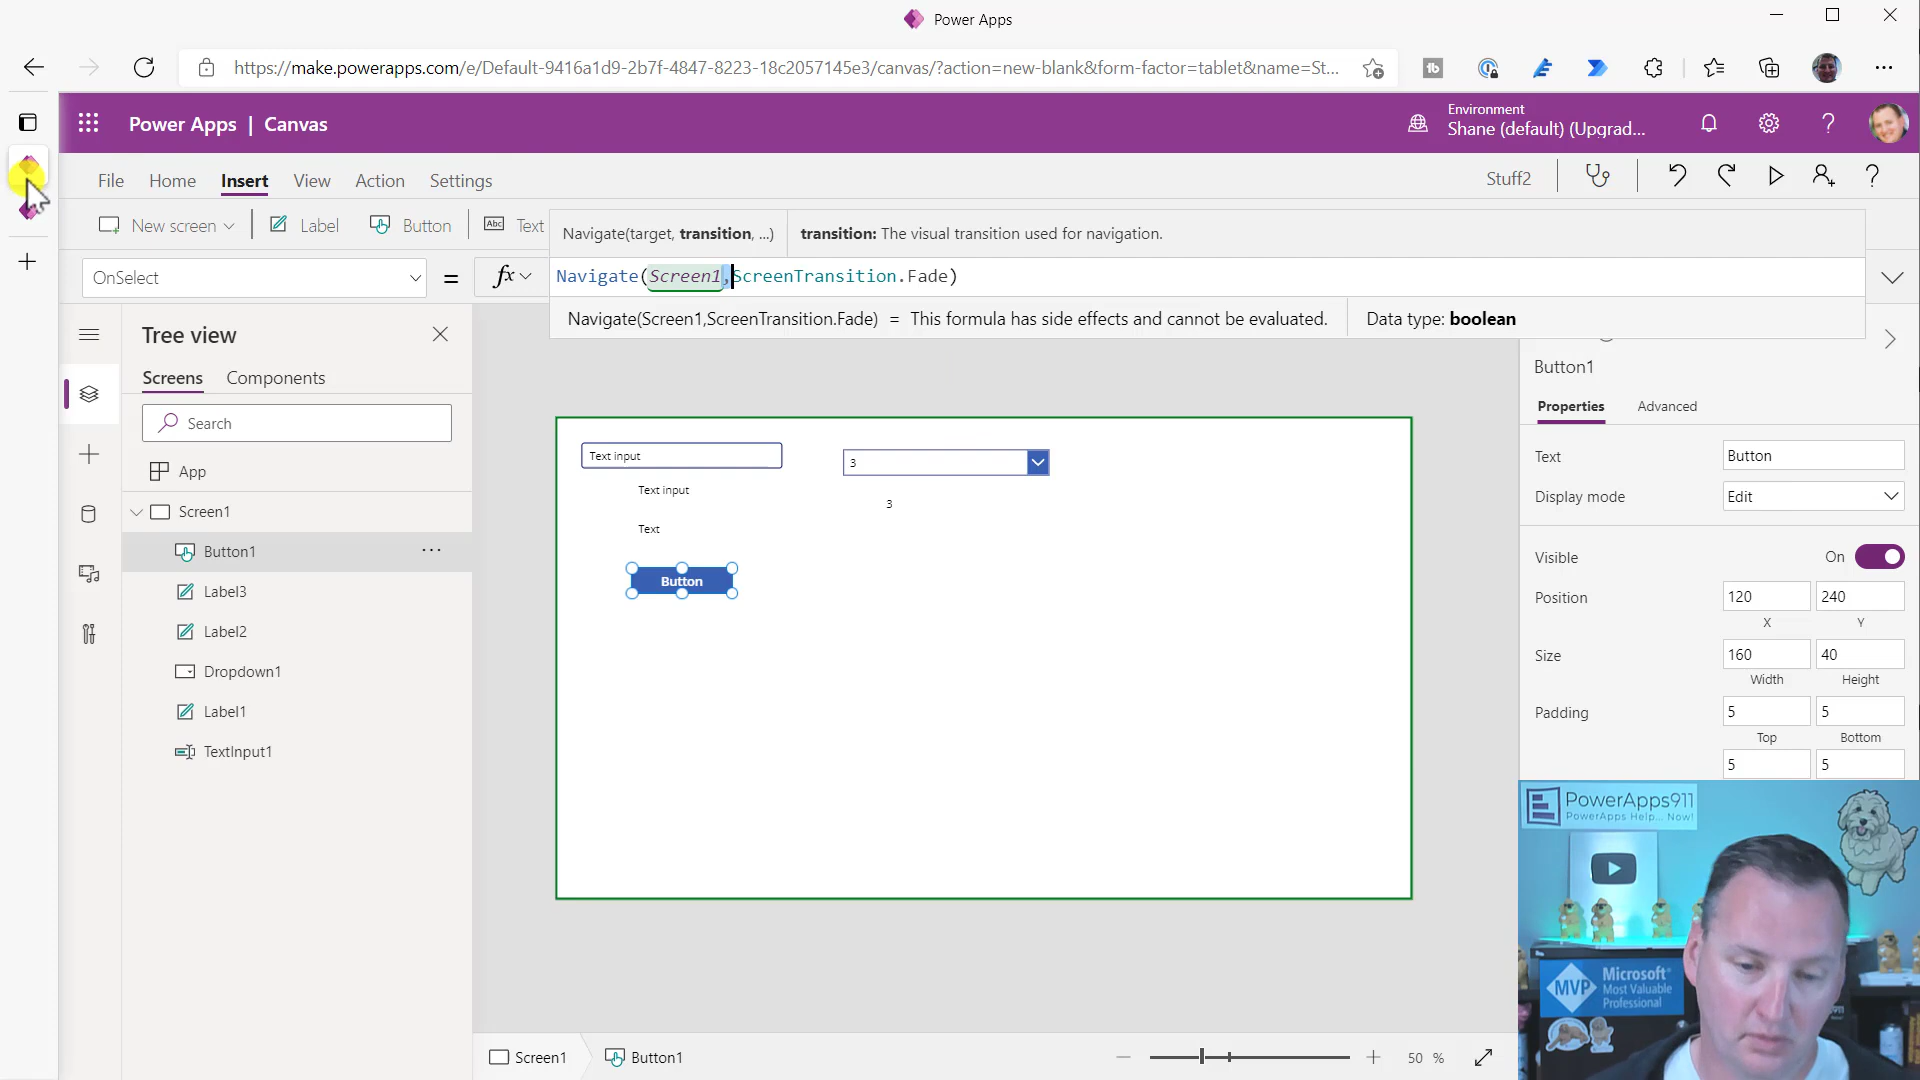 Power Apps
https://make.powerapps.com/e/Default-9416a1d9-2b7f-4847-8223-18c2057145e3/canvas/?action=new-blank&form-factor=tablet&name=St...
Power Apps | Canvas
Environment
Shane (default) (Upgrad...
File Home Insert View Action Settings
Stuff2
New screen Label Button Abc Text
Navigate(target, transition, ...) transition: The visual transition used for navigation.
OnSelect = fx Navigate(Screen1,ScreenTransition.Fade)
Navigate(Screen1,ScreenTransition.Fade) = This formula has side effects and cannot be evaluated. Data type: boolean
Tree view
Screens Components
Search
App
Screen1
Button1 ...
Label3
Label2
Dropdown1
Label1
TextInput1
Text input
3
Text input
3
Text
Button
Button1
Properties Advanced
Text Button
Display mode Edit
Visible On
Position 120 240
X Y
Size 160 40
Width Height
Padding 5 5
Top Bottom
5 5
PowerApps911
PowerApps Help... Now!
MVP
Microsoft
Most Valuable
Professional
Screen1 Button1
50 %